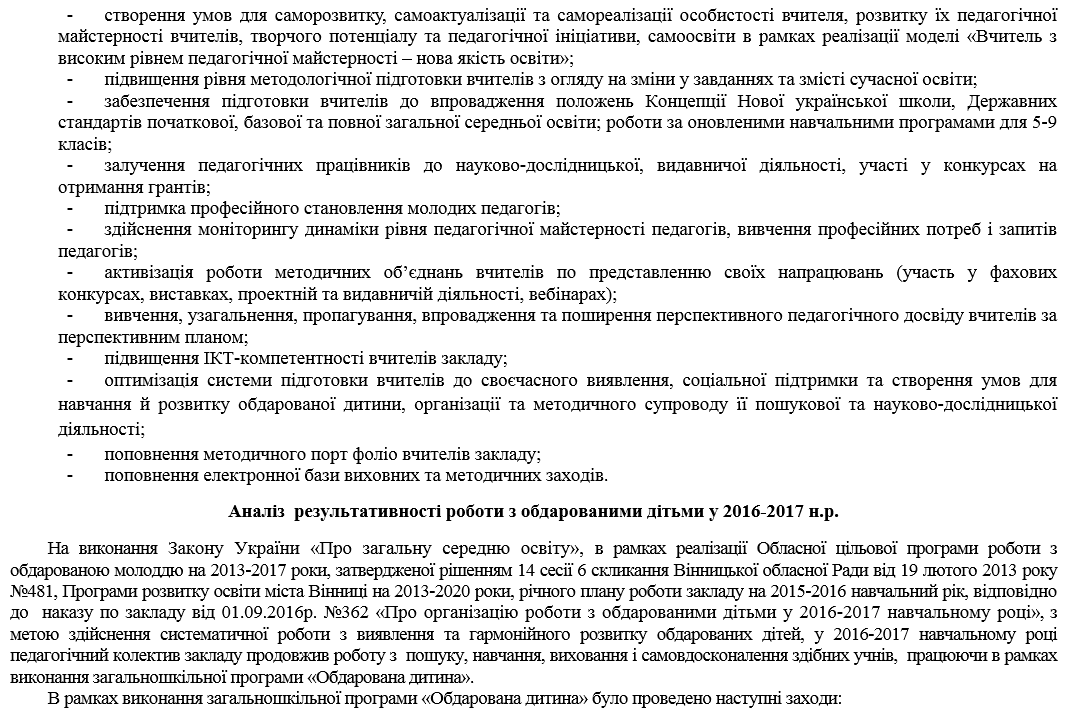 - створення умов для саморозвитку, самоактуалізації та самореалізації особистості вчителя, розвитку їх педагогічної
майстерності вчителів, творчого потенціалу та педагогічної ініціативи, самоосвіти в рамках реалізації моделі «Вчитель з
високим рівнем педагогічної майстерності – нова якість освіти»;
- підвищення рівня методологічної підготовки вчителів з огляду на зміни у завданнях та змісті сучасної освіти;
- забезпечення підготовки вчителів до впровадження положень Концепції Нової української школи, Державних
стандартів початкової, базової та повної загальної середньої освіти; роботи за оновленими навчальними програмами для 5-9
класів;
- залучення педагогічних працівників до науково-дослідницької, видавничої діяльності, участі у конкурсах на
отримання грантів;
- підтримка професійного становлення молодих педагогів;
- здійснення моніторингу динаміки рівня педагогічної майстерності педагогів, вивчення професійних потреб і запитів
педагогів;
- активізація роботи методичних об’єднань вчителів по представленню своїх напрацювань (участь у фахових
конкурсах, виставках, проектній та видавничій діяльності, вебінарах);
- вивчення, узагальнення, пропагування, впровадження та поширення перспективного педагогічного досвіду вчителів за
перспективним планом;
- підвищення ІКТ-компетентності вчителів закладу;
- оптимізація системи підготовки вчителів до своєчасного виявлення, соціальної підтримки та створення умов для
навчання й розвитку обдарованої дитини, організації та методичного супроводу її пошукової та науково-дослідницької
діяльності;
- поповнення методичного порт фоліо вчителів закладу;
- поповнення електронної бази виховних та методичних заходів.
Аналіз результативності роботи з обдарованими дітьми у 2016-2017 н.р.
На виконання Закону України «Про загальну середню освіту», в рамках реалізації Обласної цільової програми роботи з
обдарованою молоддю на 2013-2017 роки, затвердженої рішенням 14 сесії 6 скликання Вінницької обласної Ради від 19 лютого 2013 року
№481, Програми розвитку освіти міста Вінниці на 2013-2020 роки, річного плану роботи закладу на 2015-2016 навчальний рік, відповідно
до наказу по закладу від 01.09.2016р. №362 «Про організацію роботи з обдарованими дітьми у 2016-2017 навчальному році», з
метою здійснення систематичної роботи з виявлення та гармонійного розвитку обдарованих дітей, у 2016-2017 навчальному році
педагогічний колектив закладу продовжив роботу з пошуку, навчання, виховання і самовдосконалення здібних учнів, працюючи в рамках
виконання загальношкільної програми «Обдарована дитина».
В рамках виконання загальношкільної програми «Обдарована дитина» було проведено наступні заходи: